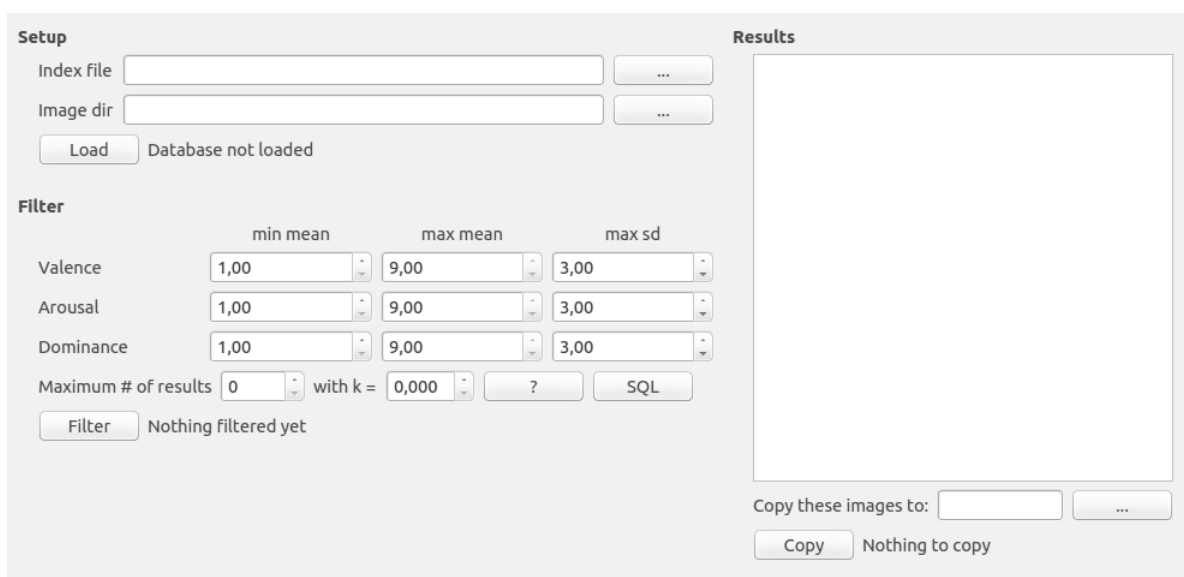 Setup
Index file ...
Image dir ...
Load Database not loaded
Filter
min mean max mean max sd
Valence 1,00 9,00 3,00
Arousal 1,00 9,00 3,00
Dominance 1,00 9,00 3,00
Maximum # of results 0 with k = 0,000 ? SQL
Filter Nothing filtered yet
Results
Copy these images to: ...
Copy Nothing to copy